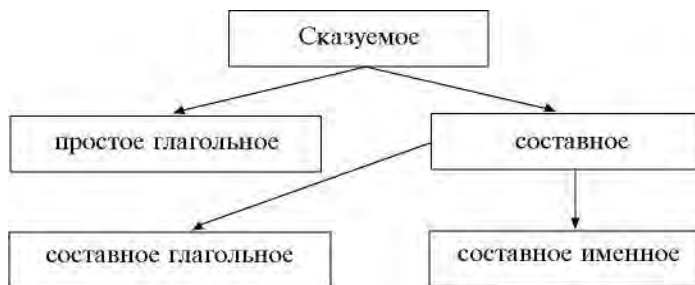 Сказуемое
простое глагольное
составное
составное глагольное
составное именное